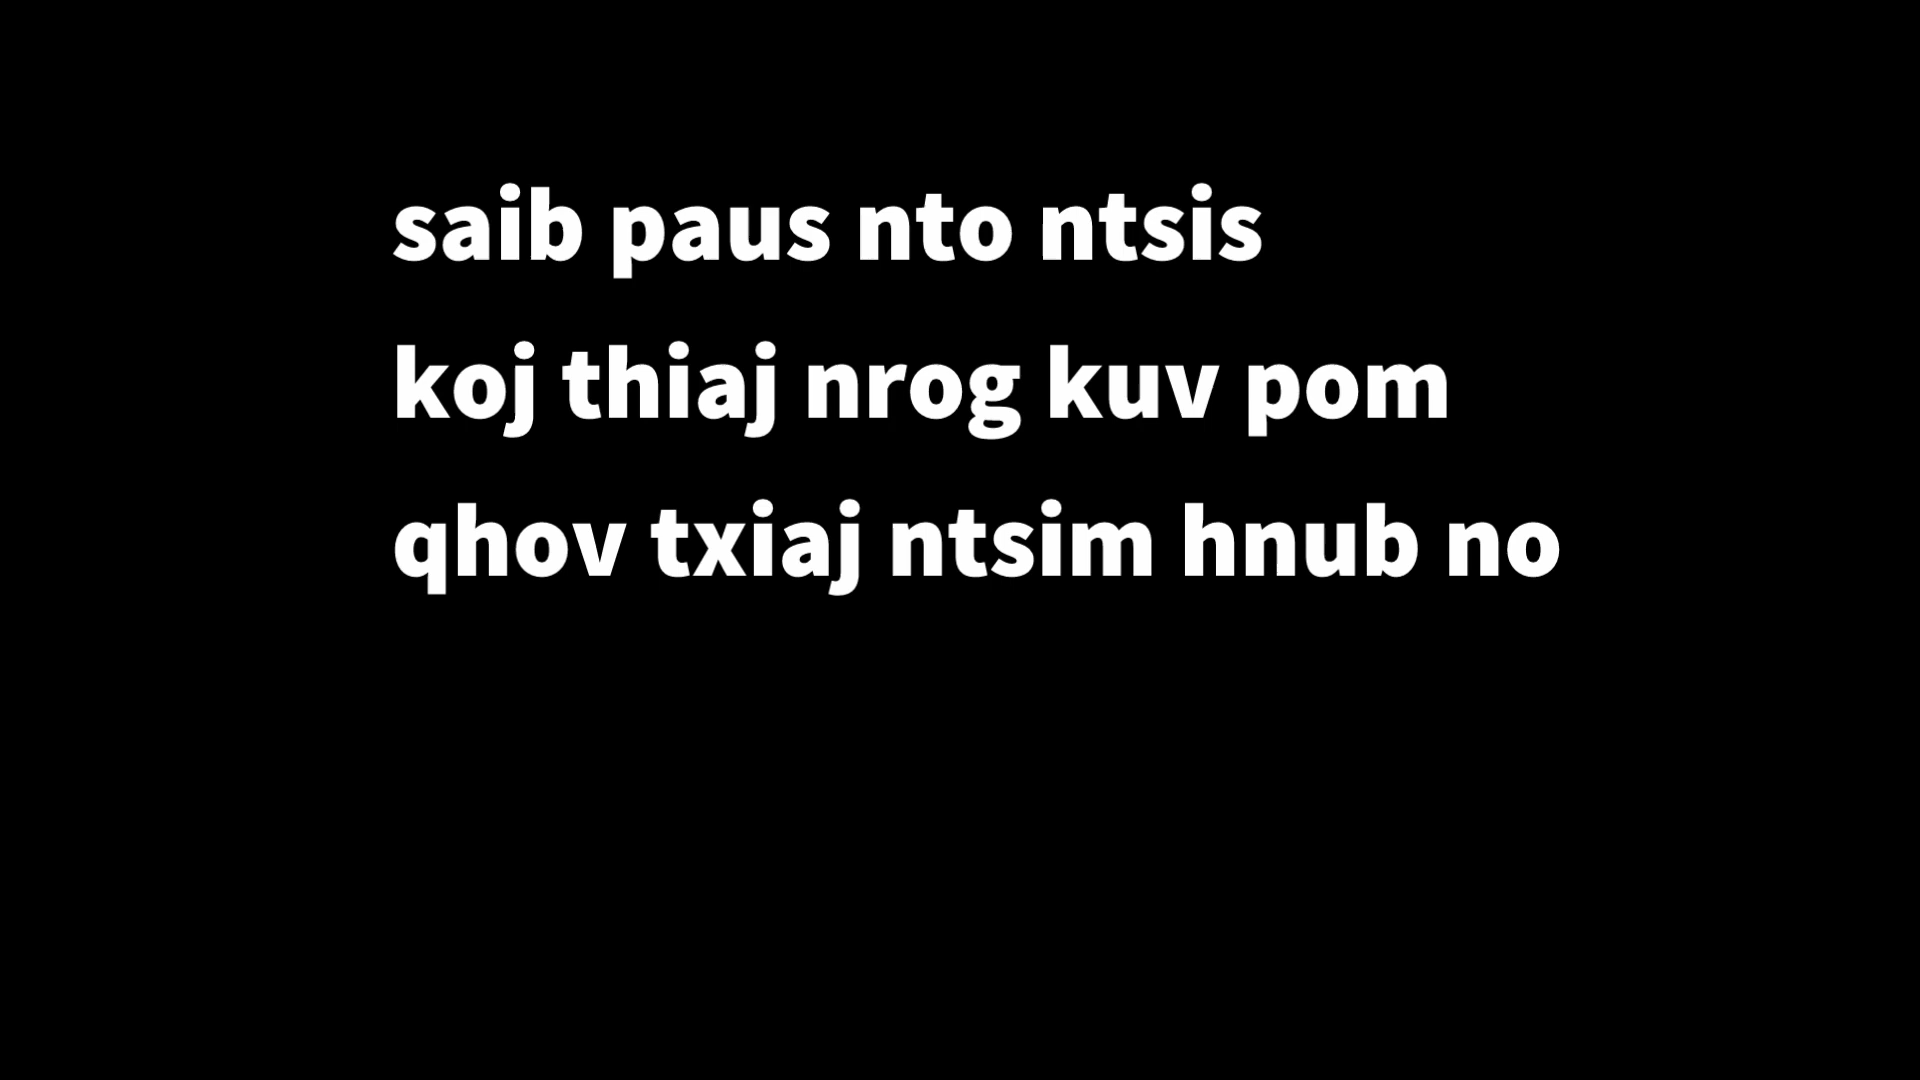 saib paus nto ntsis
koj thiaj nrog kuv pom
qhov txiaj ntsim hnub no